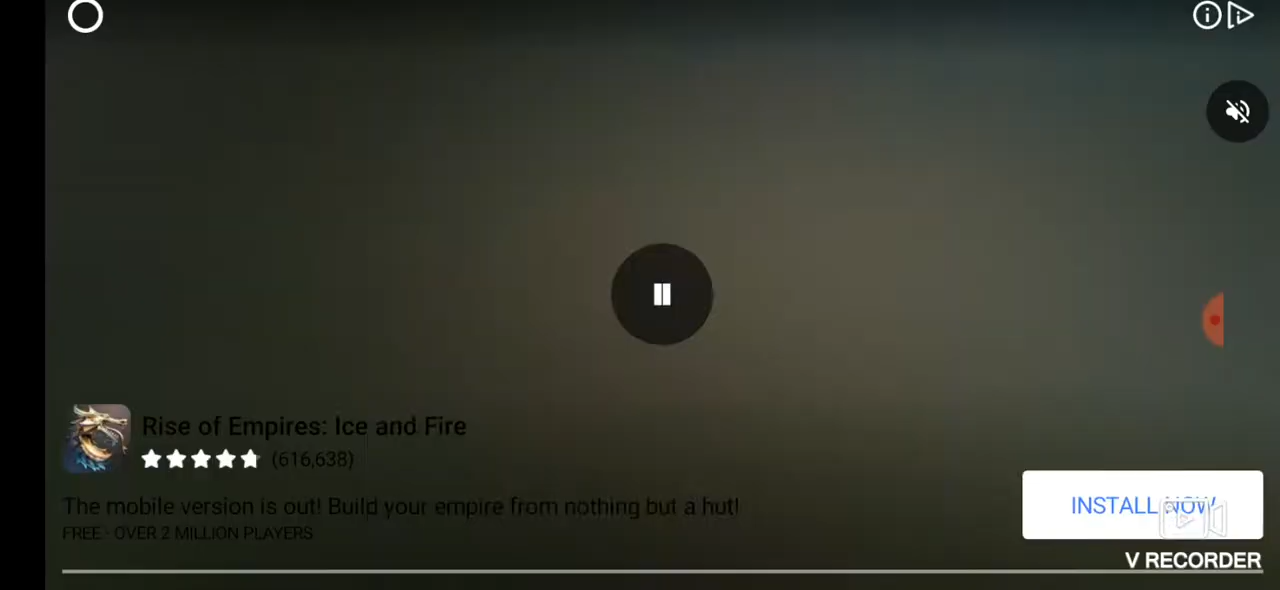 Rise of Empires: Ice and Fire
(616,638)
The mobile version is out! Build your empire from nothing but a hut!
FREE · OVER 2 MILLION PLAYERS
INSTALL NOW
V RECORDER